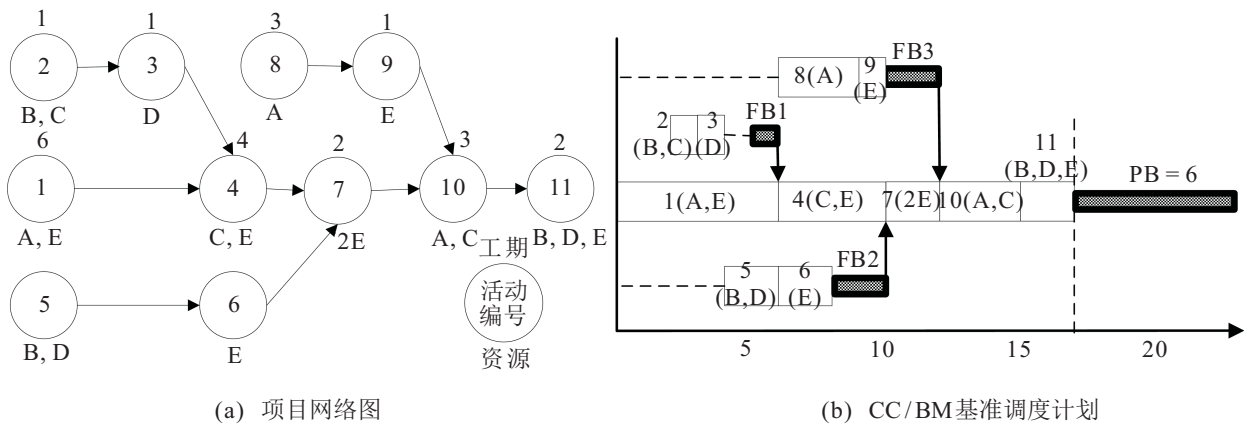 1
1
3
1
2
3
8
9
B, C
D
A
E
6
4
2
3
2
1
4
7
10
11
A, E
C, E
2E
A, C
B, D, E
5
6
B, D
E
工期
活动
编号
资源
(a) 项目网络图
8(A)
9
(E)
FB3
2
(B,C)
3
(D)
FB1
1(A,E)
4(C,E)
7(2E)
10(A,C)
11
(B,D,E)
PB = 6
5
(B,D)
6
(E)
FB2
5
10
15
20
(b) CC/BM基准调度计划